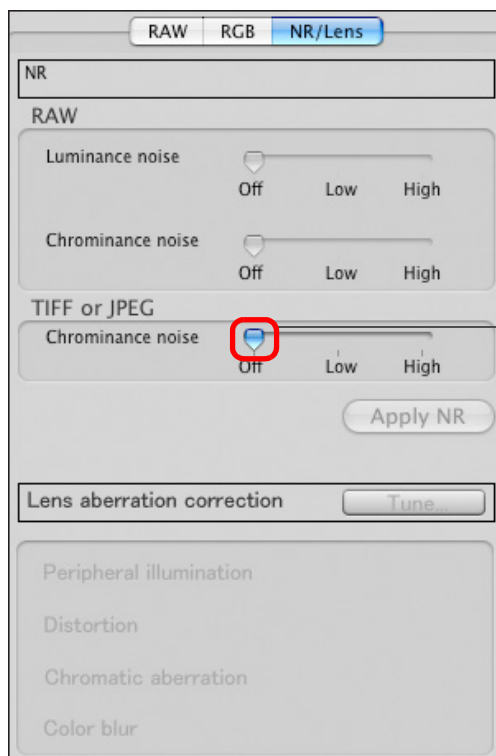 RAW RGB NR/Lens
NR
RAW
Luminance noise
Off Low High
Chrominance noise
Off Low High
TIFF or JPEG
Chrominance noise
Off Low High
Apply NR
Lens aberration correction Tune...
Peripheral illumination
Distortion
Chromatic aberration
Color blur